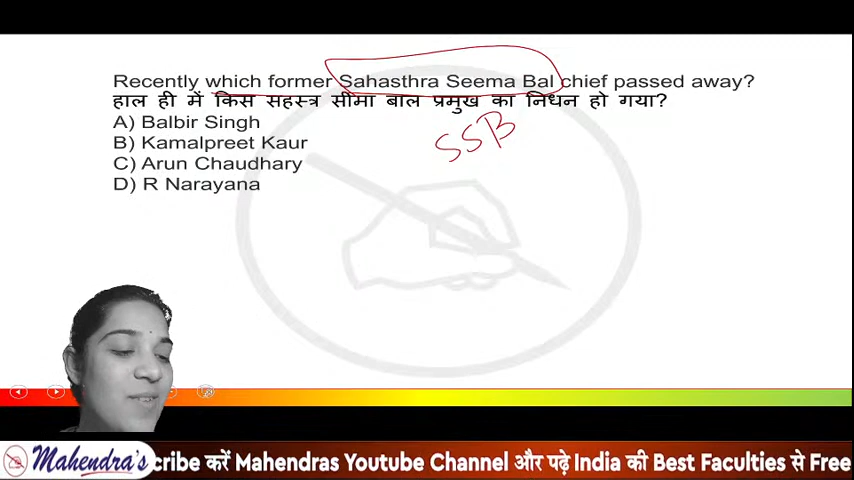 Recently which former Sahasthra Seema Bal chief passed away?
हाल ही में किस सहस्त्र सीमा बाल प्रमुख का निधन हो गया?
A) Balbir Singh
B) Kamalpreet Kaur
C) Arun Chaudhary
D) R Narayana
SSB
Mahendra's
cribe करें Mahendras Youtube Channel और पढ़े India की Best Faculties से Free